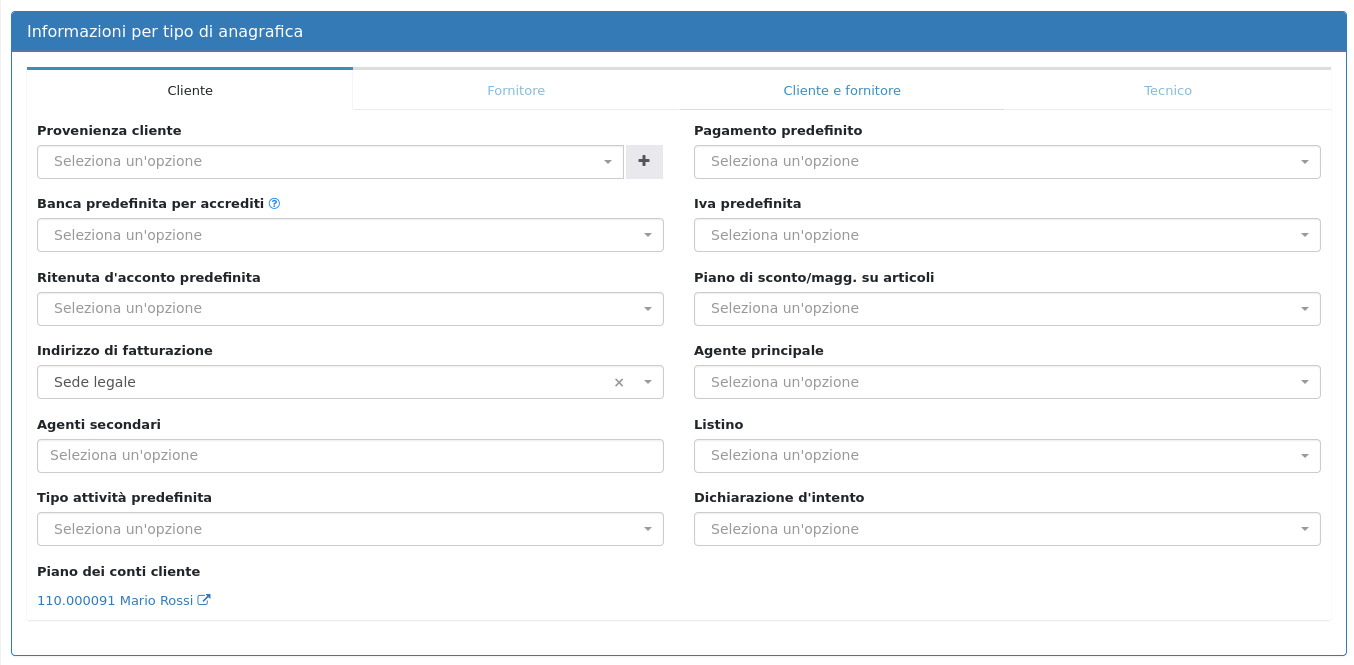 Informazioni per tipo di anagrafica
Cliente
Fornitore
Cliente e fornitore
Tecnico
Provenienza cliente
Pagamento predefinito
Seleziona un'opzione
Seleziona un'opzione
Banca predefinita per accrediti
Iva predefinita
Seleziona un'opzione
Seleziona un'opzione
Ritenuta d'acconto predefinita
Piano di sconto/magg. su articoli
Seleziona un'opzione
Seleziona un'opzione
Indirizzo di fatturazione
Agente principale
Sede legale ×
Seleziona un'opzione
Agenti secondari
Listino
Seleziona un'opzione
Seleziona un'opzione
Tipo attività predefinita
Dichiarazione d'intento
Seleziona un'opzione
Seleziona un'opzione
Piano dei conti cliente
110.000091 Mario Rossi